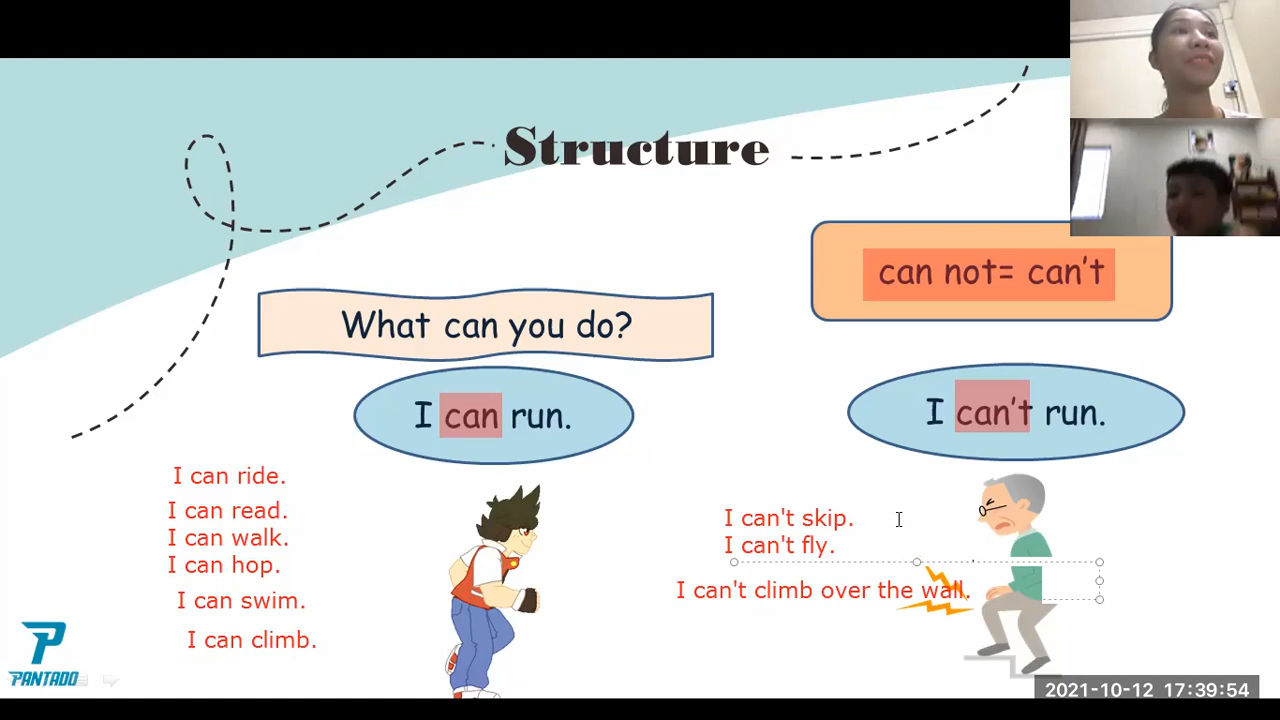 Structure
can not= can't
What can you do?
I can run.
I can't run.
I can ride.
I can read.
I can walk.
I can hop.
I can swim.
I can climb.
I can't skip.
I can't fly.
I can't climb over the wall.
PANTADO
2021-10-12 17:39:54